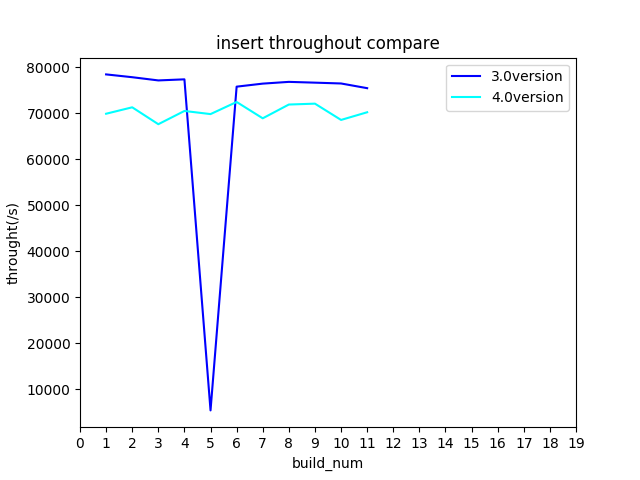 insert throughout compare
80000
70000
60000
50000
40000
30000
20000
10000
throught(/s)
3.0version
4.0version
0 1 2 3 4 5 6 7 8 9 10 11 12 13 14 15 16 17 18 19
build_num